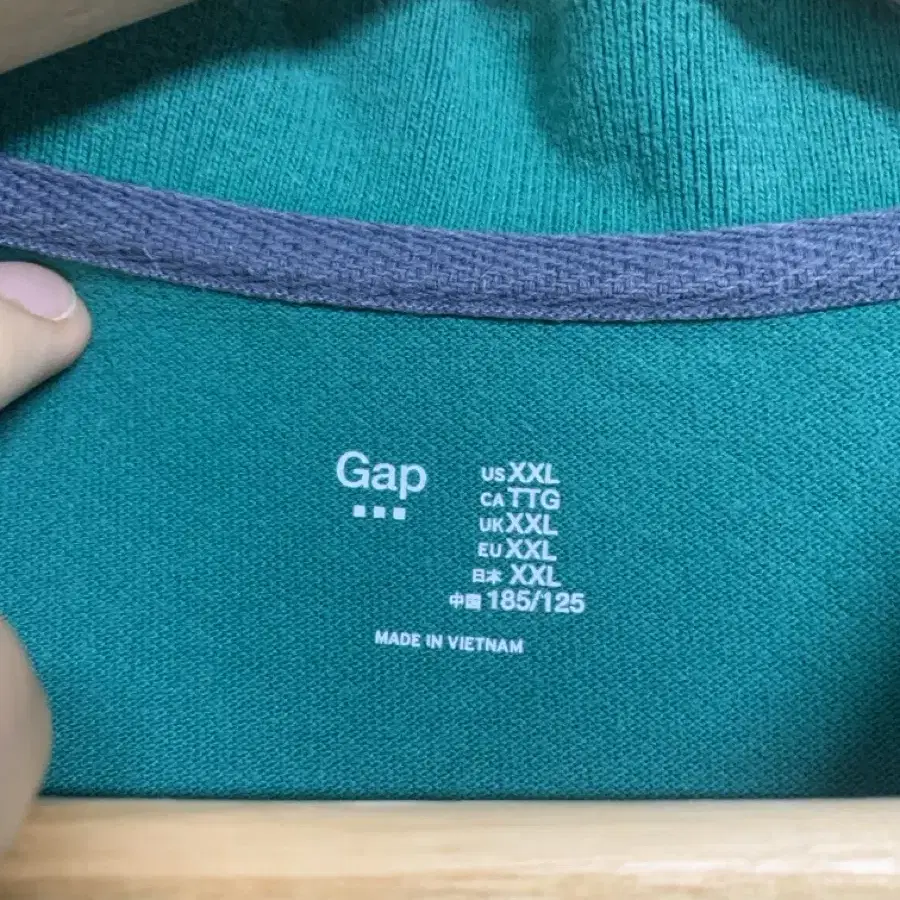 Gap
US XXL
CA TTG
UK XXL
EU XXL
日本 XXL
中国 185/125
MADE IN VIETNAM